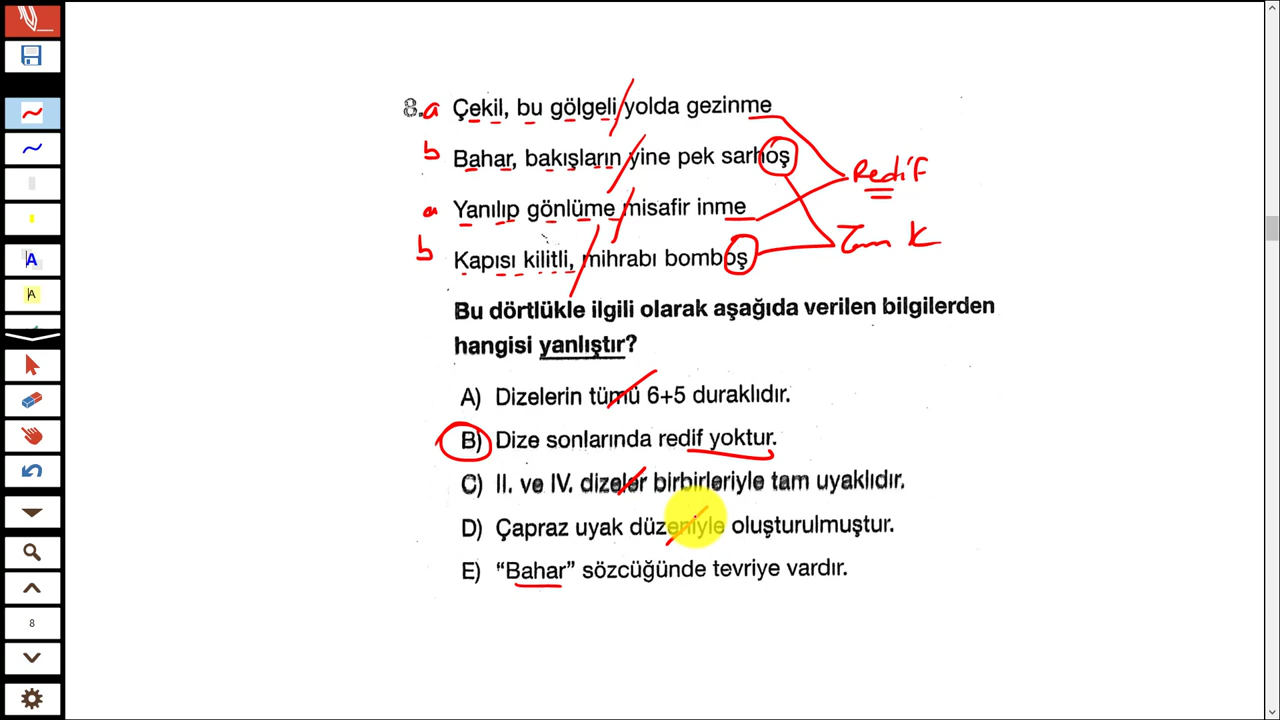 8. a Çekil, bu gölgeli yolda gezinme
b Bahar, bakışların yine pek sarhoş
a Yanılıp gönlüme misafir inme
b Kapısı kilitli, mihrabı bomboş
Redif
Tam K
Bu dörtlükle ilgili olarak aşağıda verilen bilgilerden
hangisi yanlıştır?
A) Dizelerin tümü 6+5 duraklıdır.
B) Dize sonlarında redif yoktur.
C) II. ve IV. dizeler birbirleriyle tam uyaklıdır.
D) Çapraz uyak düzeniyle oluşturulmuştur.
E) “Bahar” sözcüğünde tevriye vardır.
A
A
8